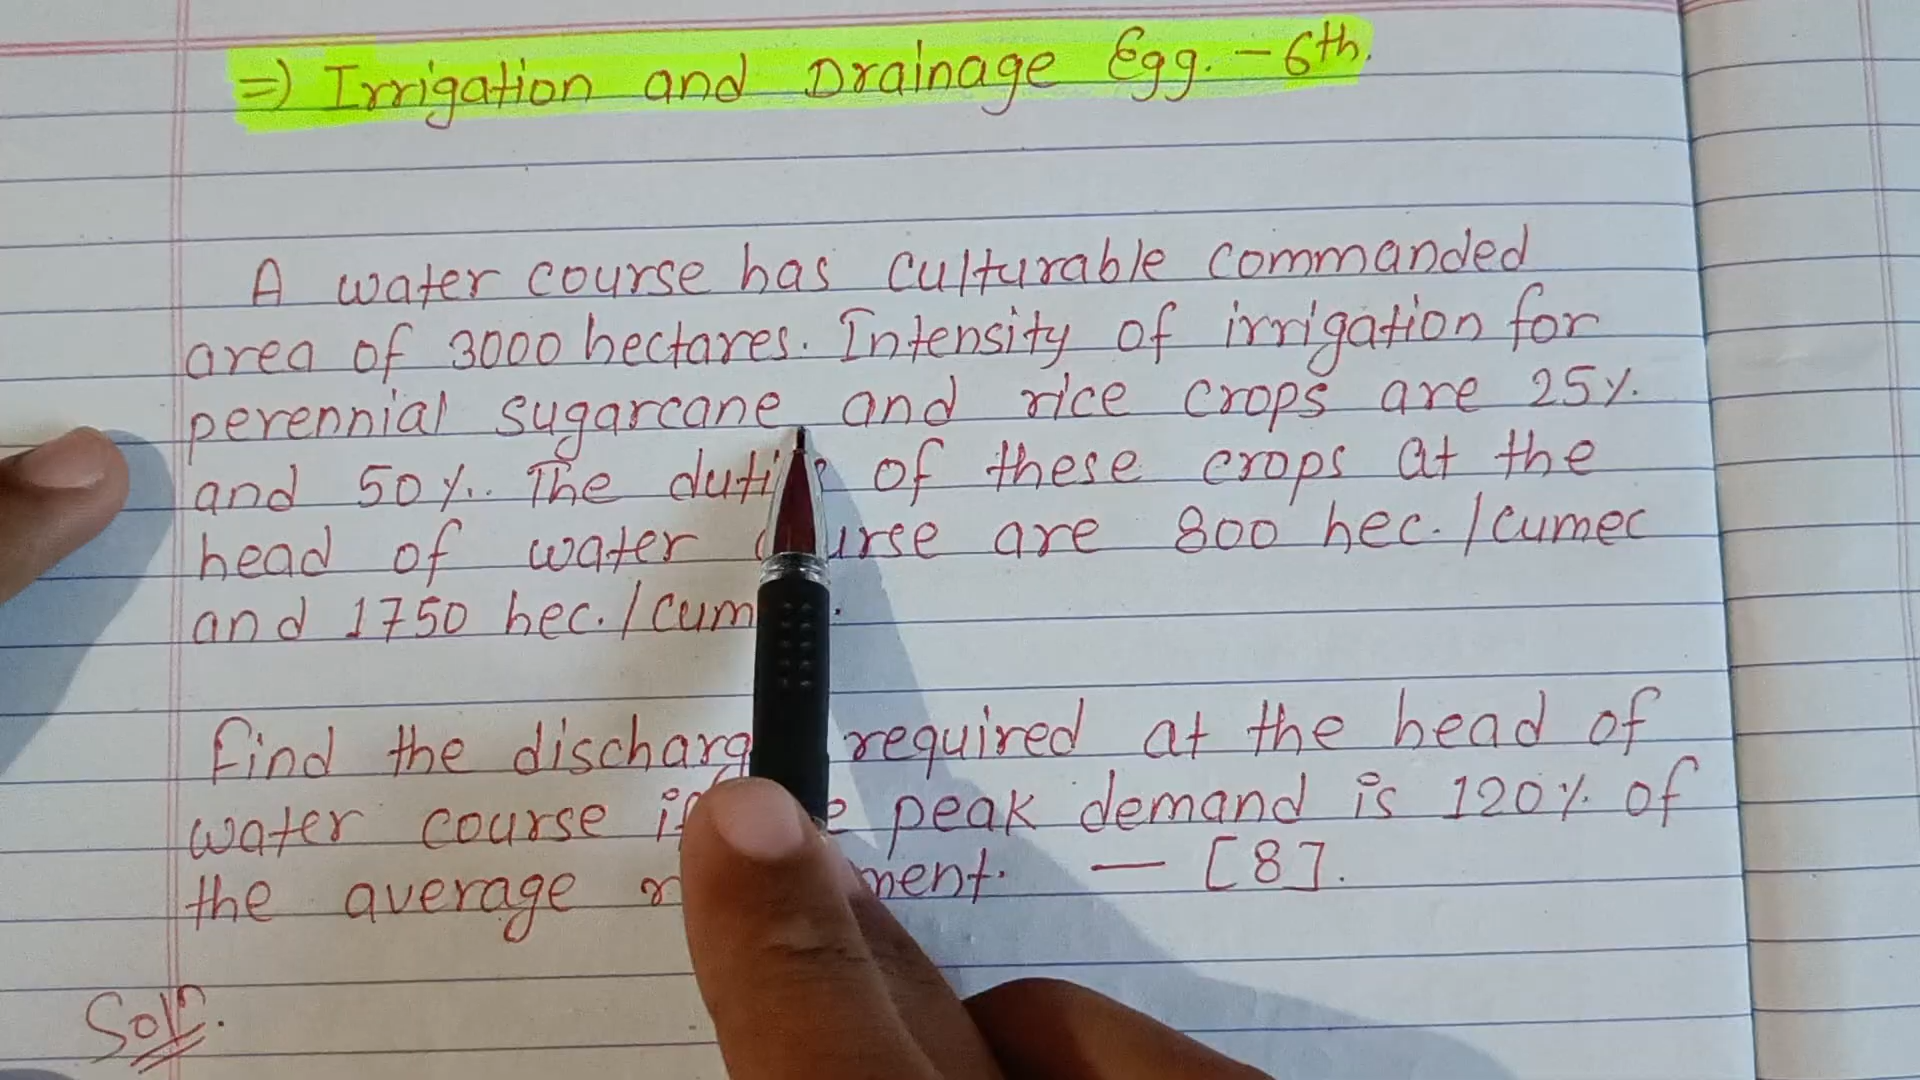 =) Irrigation and Drainage Egg. - 6th.
A water course has culturable commanded
area of 3000 hectares. Intensity of irrigation for
perennial sugarcane and rice crops are 25%
and 50%. The of these crops at the
head of water are 800 hec./cumec
and 1750 hec./
find the required at the head of
water course peak demand is 120% of
the average — [8].
Soln.